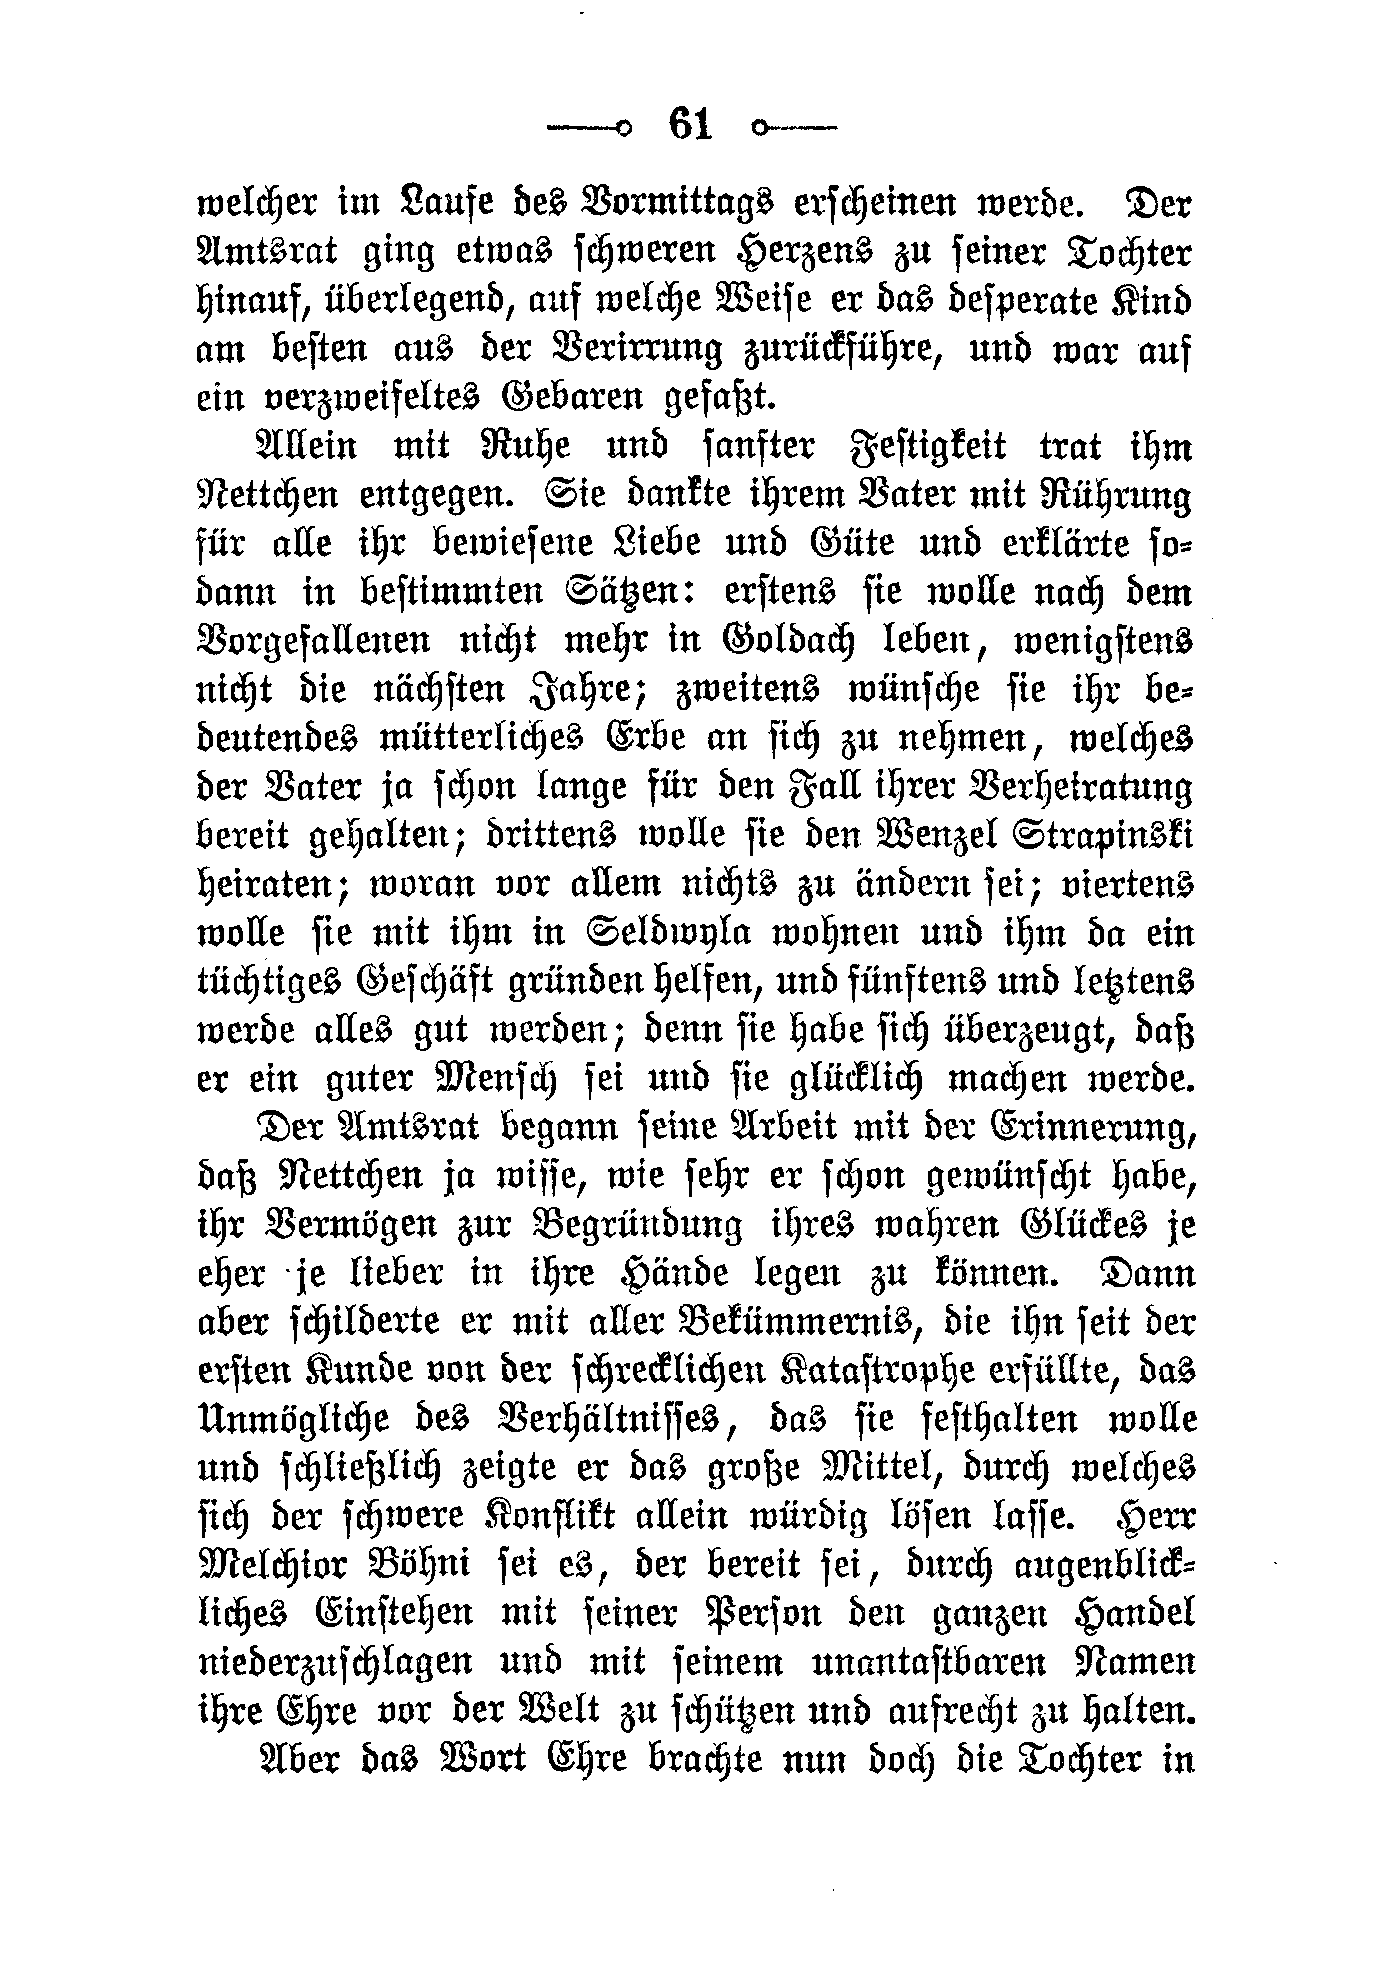 61
welcher im Laufe des Vormittags erscheinen werde. Der
Amtsrat ging etwas schweren Herzens zu seiner Tochter
hinauf, überlegend, auf welche Weise er das desperate Kind
am besten aus der Verirrung zurückführe, und war auf
ein verzweifeltes Gebaren gefaßt.
Allein mit Ruhe und sanfter Festigkeit trat ihm
Nettchen entgegen. Sie dankte ihrem Vater mit Rührung
für alle ihr bewiesene Liebe und Güte und erklärte so-
dann in bestimmten Sätzen: erstens sie wolle nach dem
Vorgefallenen nicht mehr in Goldach leben, wenigstens
nicht die nächsten Jahre; zweitens wünsche sie ihr be-
deutendes mütterliches Erbe an sich zu nehmen, welches
der Vater ja schon lange für den Fall ihrer Verheiratung
bereit gehalten; drittens wolle sie den Wenzel Strapinski
heiraten; woran vor allem nichts zu ändern sei; viertens
wolle sie mit ihm in Seldwyla wohnen und ihm da ein
tüchtiges Geschäft gründen helfen, und fünftens und letztens
werde alles gut werden; denn sie habe sich überzeugt, daß
er ein guter Mensch sei und sie glücklich machen werde.
Der Amtsrat begann seine Arbeit mit der Erinnerung,
daß Nettchen ja wisse, wie sehr er schon gewünscht habe,
ihr Vermögen zur Begründung ihres wahren Glückes je
eher je lieber in ihre Hände legen zu können. Dann
aber schilderte er mit aller Bekümmernis, die ihn seit der
ersten Kunde von der schrecklichen Katastrophe erfüllte, das
Unmögliche des Verhältnisses, das sie festhalten wolle
und schließlich zeigte er das große Mittel, durch welches
sich der schwere Konflikt allein würdig lösen lasse. Herr
Melchior Böhni sei es, der bereit sei, durch augenblick-
liches Einstehen mit seiner Person den ganzen Handel
niederzuschlagen und mit seinem unantastbaren Namen
ihre Ehre vor der Welt zu schützen und aufrecht zu halten.
Aber das Wort Ehre brachte nun doch die Tochter in